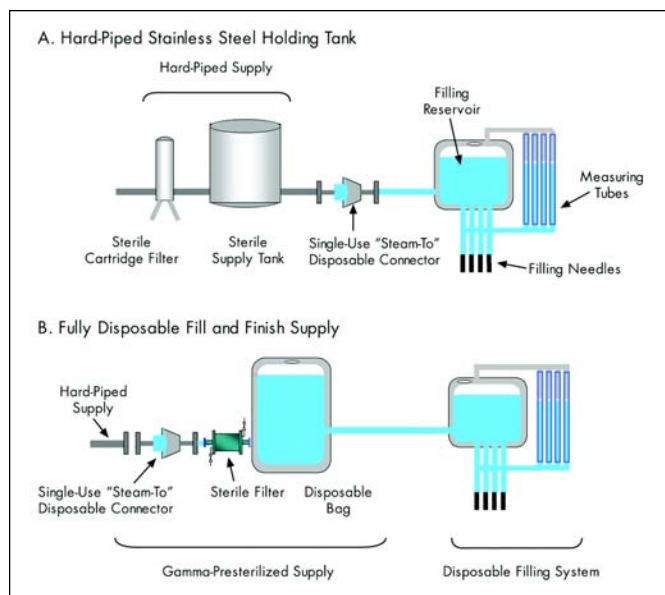 A. Hard-Piped Stainless Steel Holding Tank
Hard-Piped Supply
Filling
Reservoir
Measuring
Tubes
Sterile
Cartridge Filter
Sterile
Supply Tank
Single-Use “Steam-To”
Disposable Connector
Filling Needles
B. Fully Disposable Fill and Finish Supply
Hard-Piped
Supply
Single-Use “Steam-To”
Disposable Connector
Sterile Filter
Disposable
Bag
Gamma-Presterilized Supply
Disposable Filling System